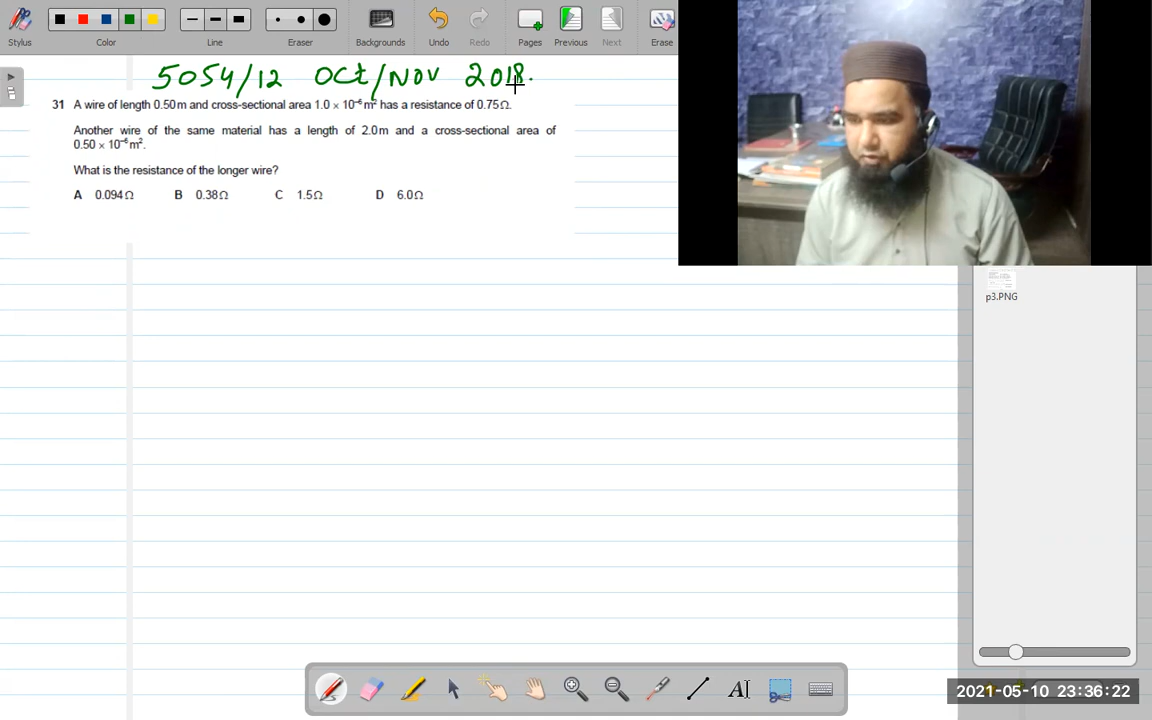 Stylus
Color
Line
Eraser
Backgrounds
Undo
Redo
Pages
Previous
Next
Erase
5054/12 Oct/Nov 2018.
31 A wire of length 0.50 m and cross-sectional area 1.0 × 10⁻⁶ m² has a resistance of 0.75 Ω.
Another wire of the same material has a length of 2.0 m and a cross-sectional area of
0.50 × 10⁻⁶ m².
What is the resistance of the longer wire?
A 0.094 Ω B 0.38 Ω C 1.5 Ω D 6.0 Ω
p3.PNG
2021-05-10 23:36:22